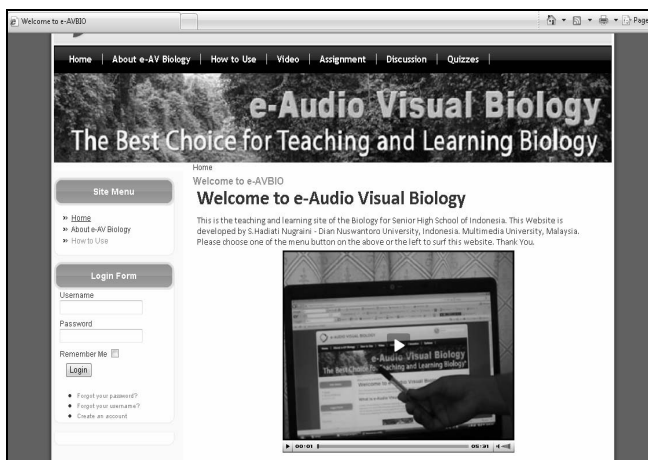 Welcome to e-AVBIO
Page
Home | About e-AV Biology | How to Use | Video | Assignment | Discussion | Quizzes |
e-Audio Visual Biology
The Best Choice for Teaching and Learning Biology
Home
Welcome to e-AVBIO
Welcome to e-Audio Visual Biology
This is the teaching and learning site of the Biology for Senior High School of Indonesia. This Website is
developed by S.Hadiati Nugraini - Dian Nuswantoro University, Indonesia. Multimedia University, Malaysia.
Please choose one of the menu button on the above or the left to surf this website. Thank You.
Site Menu
Home
About e-AV Biology
How to Use
Login Form
Username
Password
Remember Me
Login
Forgot your password?
Forgot your username?
Create an account
e-AUDIO VISUAL BIOLOGY
e-Audio Visual Biology
The Best Choice for Teaching and Learning Biology
00:01
05:31